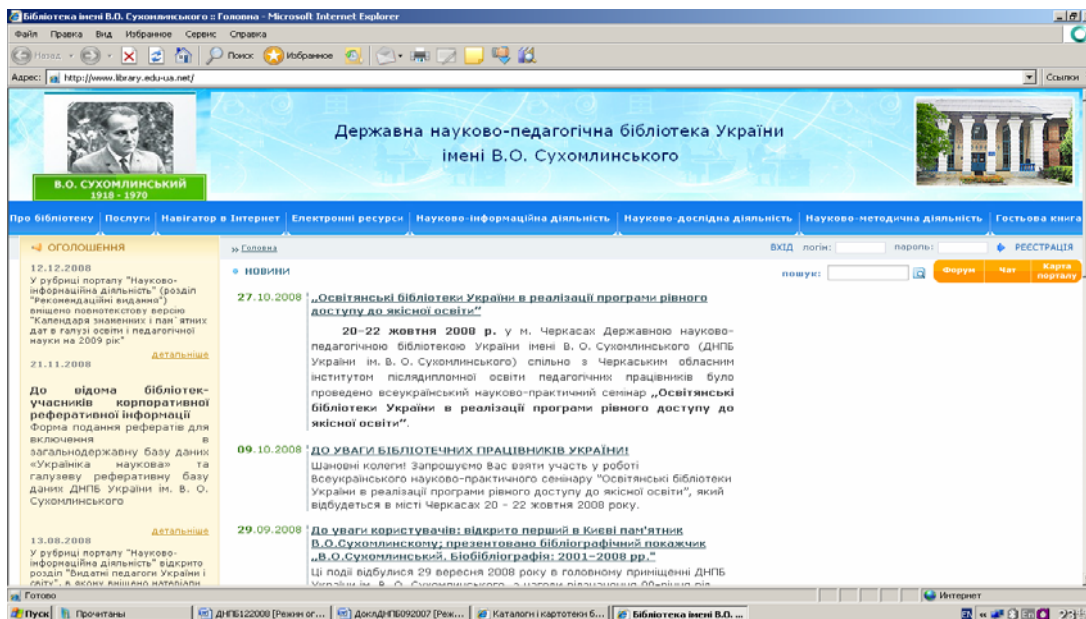 Бібліотека імені В.О. Сухомлинського :: Головна - Microsoft Internet Explorer
Файл Правка Вид Избранное Сервис Справка
Назад Поиск Избранное
Адрес: http://www.library.edu-ua.net/ Ссылки
Державна науково-педагогічна бібліотека України
імені В.О. Сухомлинського
В.О. СУХОМЛИНСЬКИЙ
1918 - 1970
Про бібліотеку Послуги Навігатор в Інтернет Електронні ресурси Науково-інформаційна діяльність Науково-дослідна діяльність Науково-методична діяльність Гостьова книга
ОГОЛОШЕННЯ
12.12.2008
У рубриці порталу "Науково-
інформаційна діяльність" (розділ
"Рекомендаційні видання")
вміщено повнотекстову версію
"Календаря знаменних і пам`ятних
дат в галузі освіти і педагогічної
науки на 2009 рік"
детальніше
21.11.2008
До відома бібліотек-
учасників корпоративної
реферативної інформації
Форма подання рефератів для
включення в
загальнодержавну базу даних
«Україніка наукова» та
галузеву реферативну базу
даних ДНПБ України ім. В. О.
Сухомлинського
детальніше
13.08.2008
У рубриці порталу "Науково-
інформаційна діяльність" відкрито
розділ "Видатні педагоги України і
світу", в якому вміщено матеріали
» Головна
ВХІД логін: пароль: РЕЄСТРАЦІЯ
НОВИНИ
пошук: Форум Чат Карта порталу
27.10.2008 „Освітянські бібліотеки України в реалізації програми рівного
доступу до якісної освіти”
20–22 жовтня 2008 р. у м. Черкасах Державною науково-
педагогічною бібліотекою України імені В. О. Сухомлинського (ДНПБ
України ім. В. О. Сухомлинського) спільно з Черкаським обласним
інститутом післядипломної освіти педагогічних працівників було
проведено всеукраїнський науково-практичний семінар „Освітянські
бібліотеки України в реалізації програми рівного доступу до
якісної освіти”.
09.10.2008 ДО УВАГИ БІБЛІОТЕЧНИХ ПРАЦІВНИКІВ УКРАЇНИ!
Шановні колеги! Запрошуємо Вас взяти участь у роботі
Всеукраїнського науково-практичного семінару "Освітянські бібліотеки
України в реалізації програми рівного доступу до якісної освіти", який
відбудеться в місті Черкасах 20 - 22 жовтня 2008 року.
29.09.2008 До уваги користувачів: відкрито перший в Києві пам'ятник
В.О.Сухомлинскому; презентовано бібліографічний покажчик
„В.О.Сухомлинський. Біобібліографія: 2001–2008 рр."
Ці події відбулися 29 вересня 2008 року в головному приміщенні ДНПБ
України ім. В. О. Сухомлинського з нагоди відзначення 90-річчя від
Готово Интернет
Пуск Прочитаны ДНПБ122008 [Режим ог... ДоклДНПБ092007 [Реж... Каталоги і картотеки б... Бібліотека імені В.О. ...